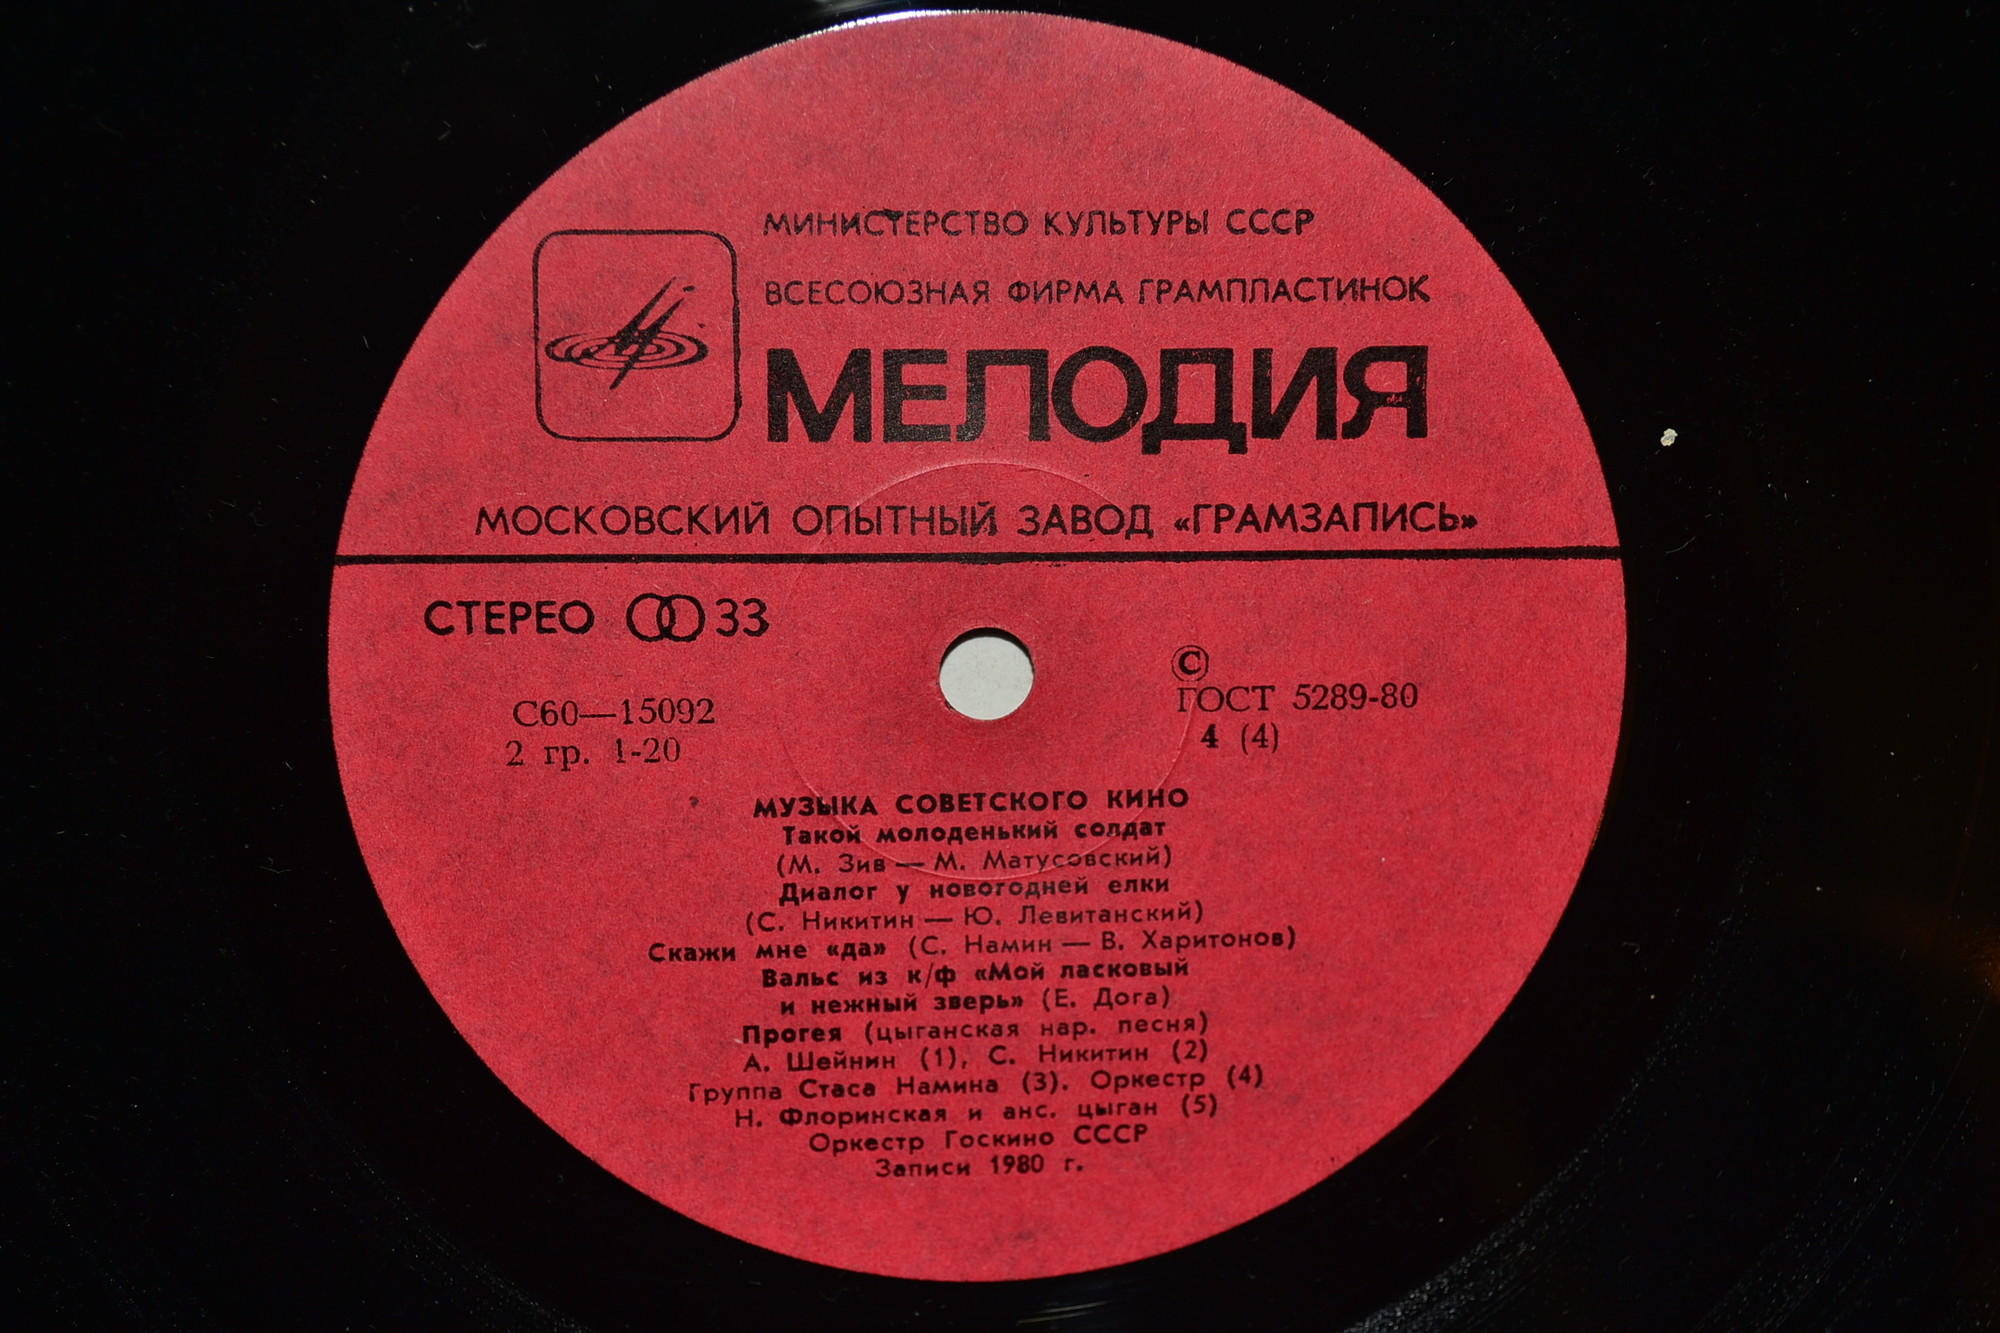 МИНИСТЕРСТВО КУЛЬТУРЫ СССР
ВСЕСОЮЗНАЯ ФИРМА ГРАМПЛАСТИНОК
МЕЛОДИЯ
МОСКОВСКИЙ ОПЫТНЫЙ ЗАВОД «ГРАМЗАПИСЬ»
СТЕРЕО 33
©
С60—15092
ГОСТ 5289-80
2 гр. 1-20
4 (4)
МУЗЫКА СОВЕТСКОГО КИНО
Такой молоденький солдат
(М. Зив — М. Матусовский)
Диалог у новогодней елки
(С. Никитин — Ю. Левитанский)
Скажи мне «да» (С. Намин — В. Харитонов)
Вальс из к/ф «Мой ласковый
и нежный зверь» (Е. Дога)
Прогея (цыганская нар. песня)
А. Шейнин (1), С. Никитин (2)
Группа Стаса Намина (3). Оркестр (4)
Н. Флоринская и анс. цыган (5)
Оркестр Госкино СССР
Записи 1980 г.